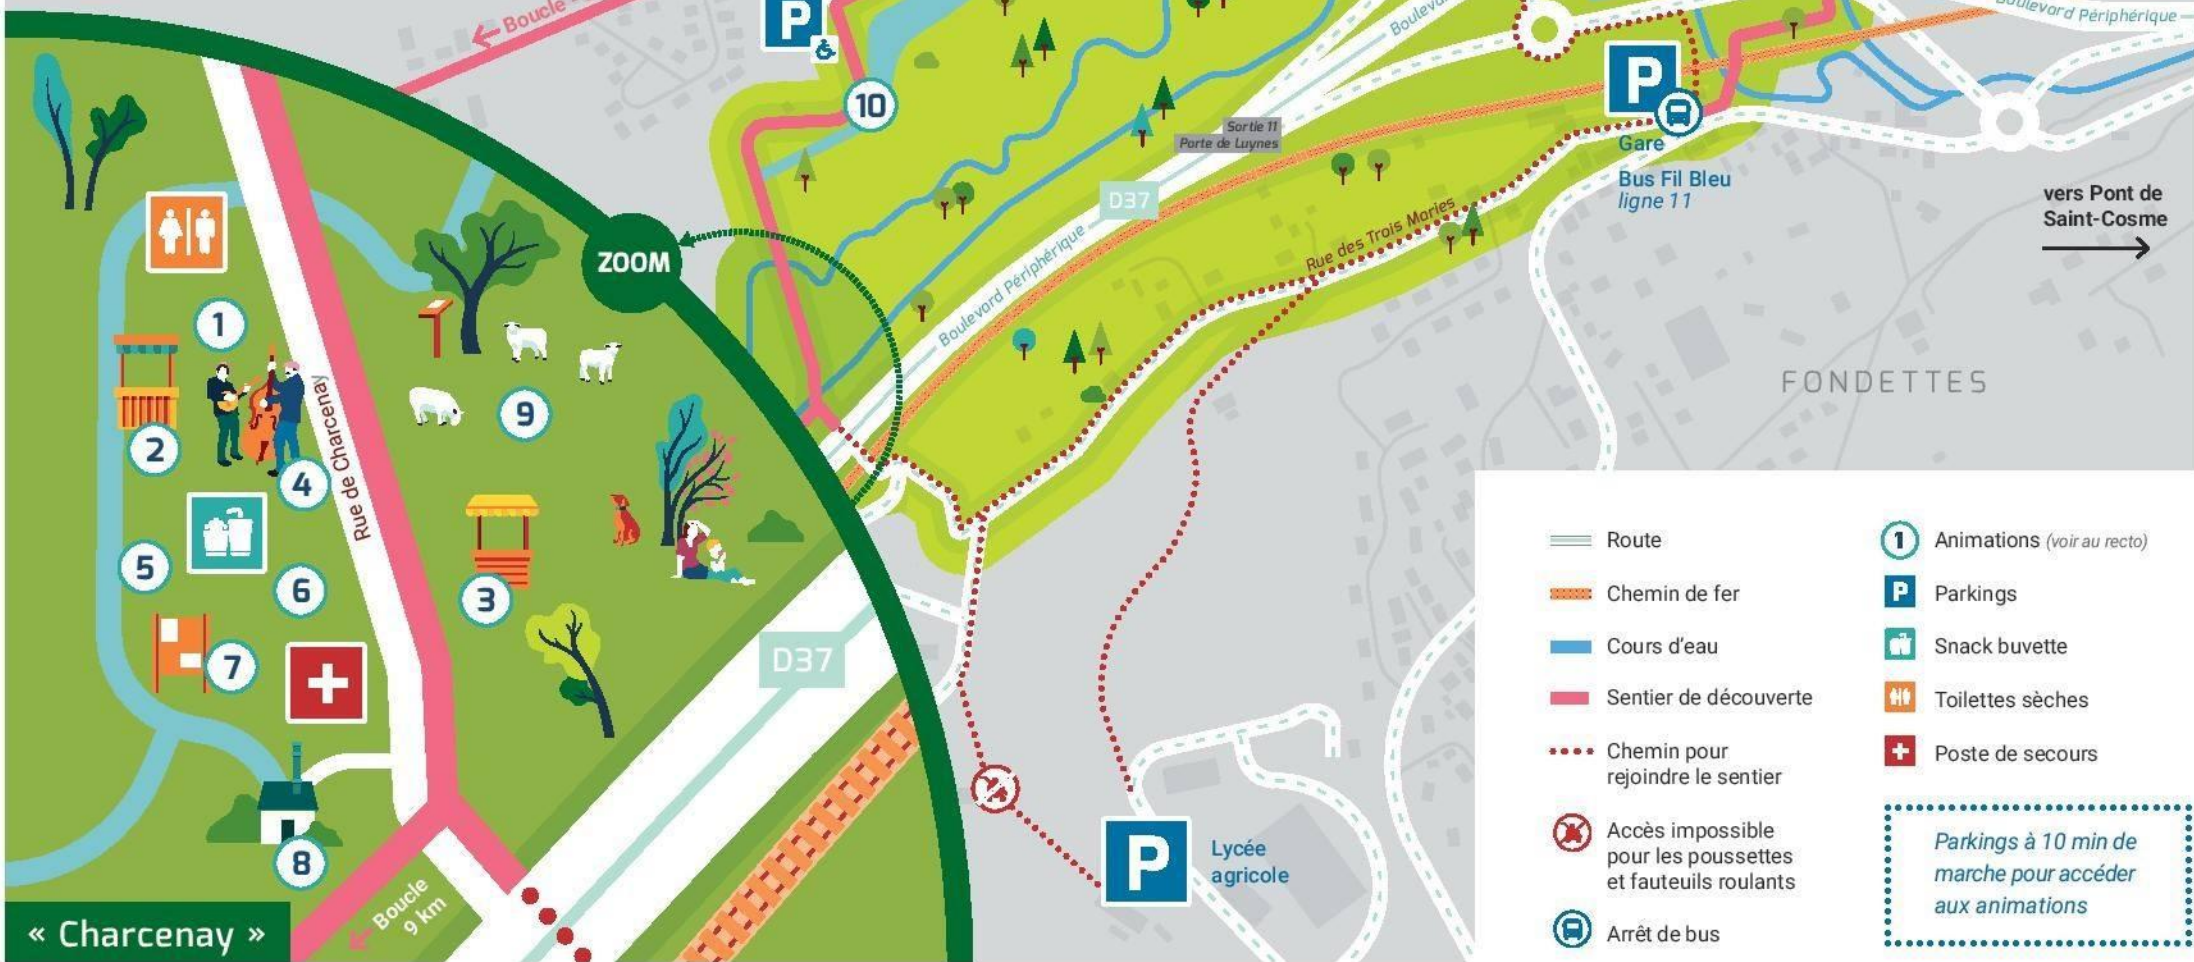 ← Boucle
P
10
Boulevard Périphérique
P
Gare
Bus Fil Bleu
ligne 11
Sortie 11
Porte de Luynes
D37
Boulevard Périphérique
Rue des Trois Maries
vers Pont de
Saint-Cosme
FONDETTES
ZOOM
1
2
Rue de Charcenay
4
9
5
6
3
7
D37
8
Boucle
9 km
« Charcenay »
P
Lycée
agricole
Route
Chemin de fer
Cours d'eau
Sentier de découverte
Chemin pour
rejoindre le sentier
Accès impossible
pour les poussettes
et fauteuils roulants
Arrêt de bus
1 Animations (voir au recto)
P Parkings
Snack buvette
Toilettes sèches
Poste de secours
Parkings à 10 min de
marche pour accéder
aux animations